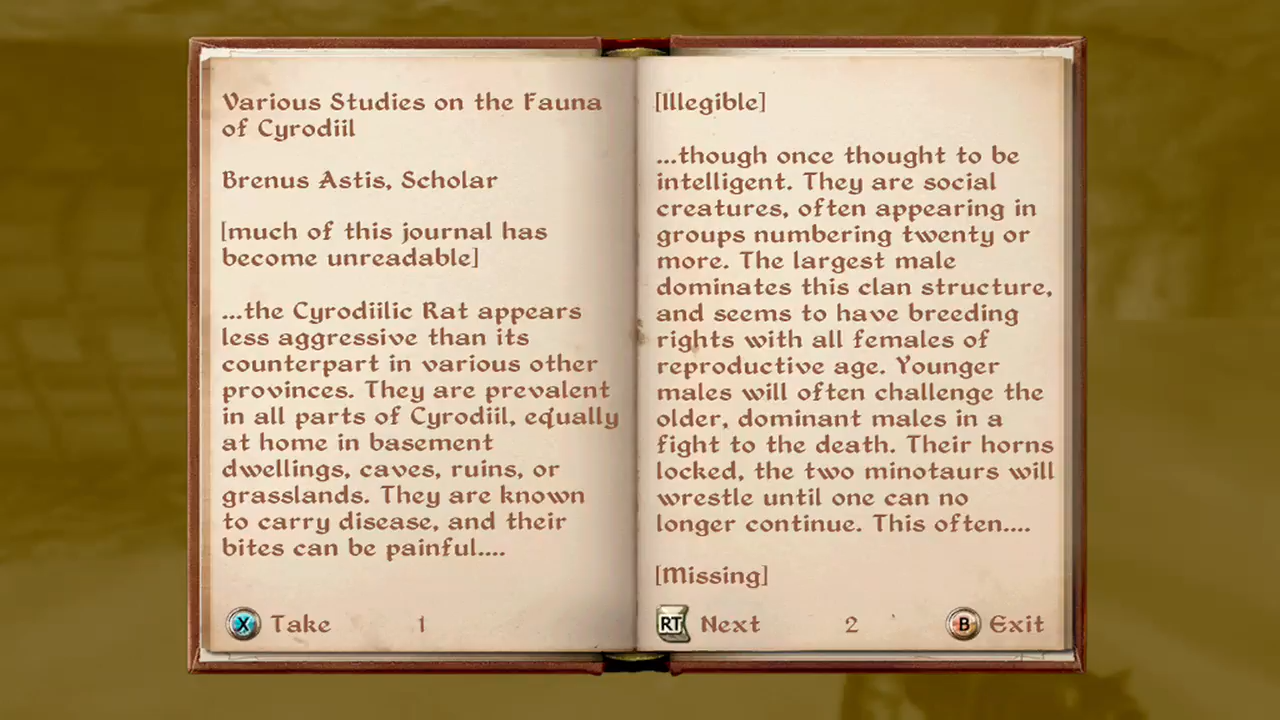 Various Studies on the Fauna
of Cyrodiil
Brenus Astis, Scholar
[much of this journal has
become unreadable]
...the Cyrodiilic Rat appears
less aggressive than its
counterpart in various other
provinces. They are prevalent
in all parts of Cyrodiil, equally
at home in basement
dwellings, caves, ruins, or
grasslands. They are known
to carry disease, and their
bites can be painful....
X Take
1
[Illegible]
...though once thought to be
intelligent. They are social
creatures, often appearing in
groups numbering twenty or
more. The largest male
dominates this clan structure,
and seems to have breeding
rights with all females of
reproductive age. Younger
males will often challenge the
older, dominant males in a
fight to the death. Their horns
locked, the two minotaurs will
wrestle until one can no
longer continue. This often....
[Missing]
RT Next
2
B Exit